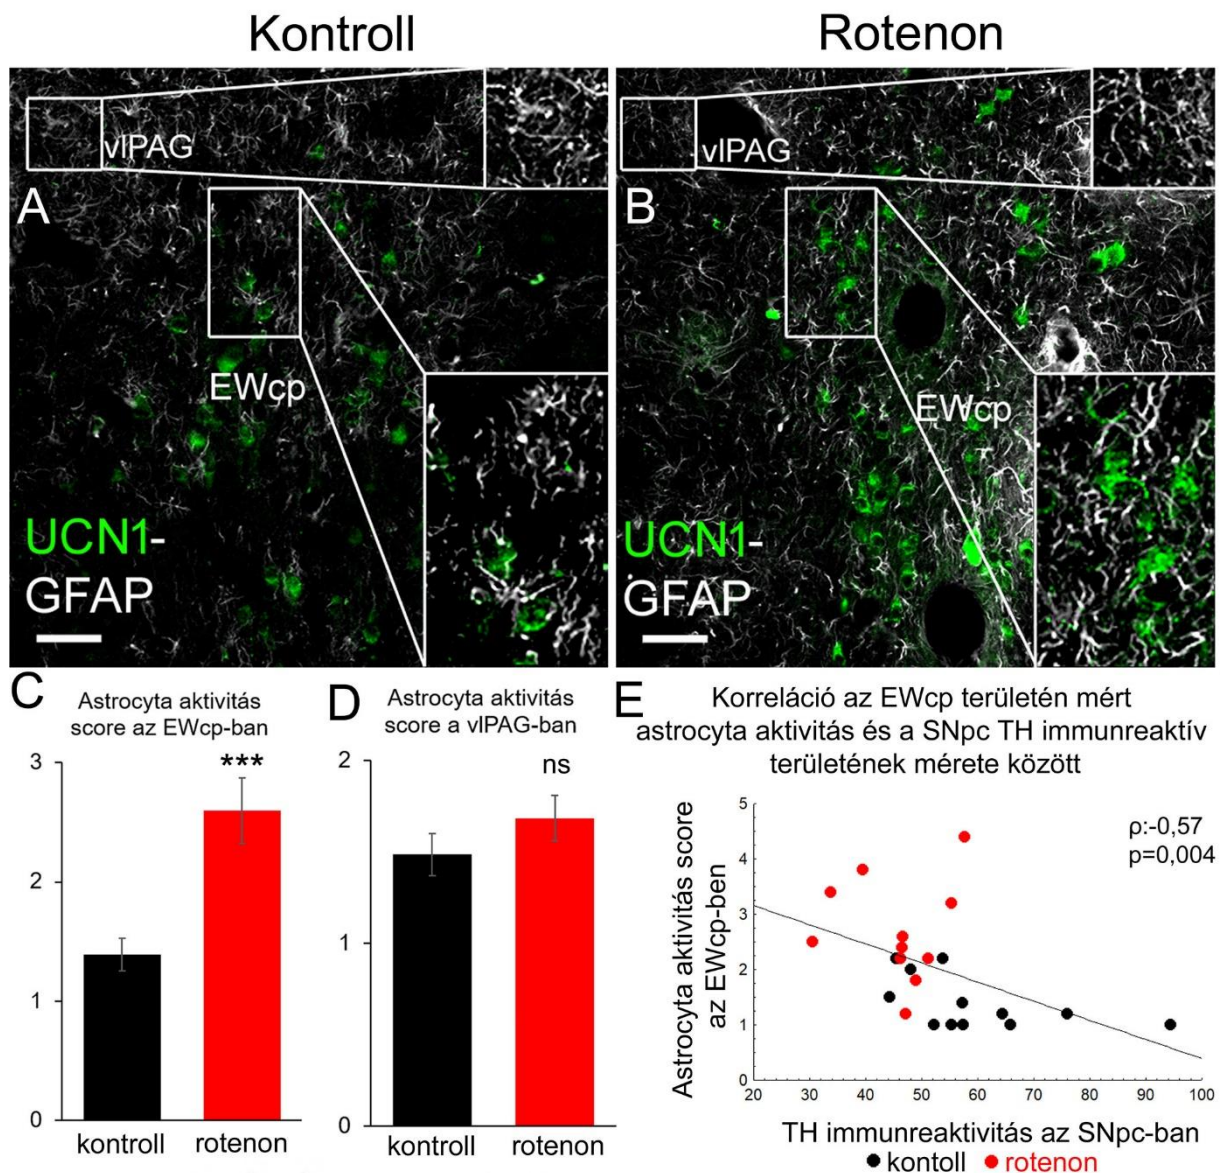 Kontroll
Rotenon
vlPAG
A
EWcp
UCN1-
GFAP
vlPAG
B
EWcp
UCN1-
GFAP
C
Astrocyta aktivitás
score az EWcp-ban
3
2
1
0
***
kontroll
rotenon
D
Astrocyta aktivitás
score a vlPAG-ban
2
1
0
ns
kontroll
rotenon
E
Korreláció az EWcp területén mért
astrocyta aktivitás és a SNpc TH immunreaktív
területének mérete között
Astrocyta aktivitás score
az EWcp-ben
5
4
3
2
1
0
ρ:-0,57
p=0,004
20 30 40 50 60 70 80 90 100
TH immunreaktivitás az SNpc-ban
kontoll rotenon